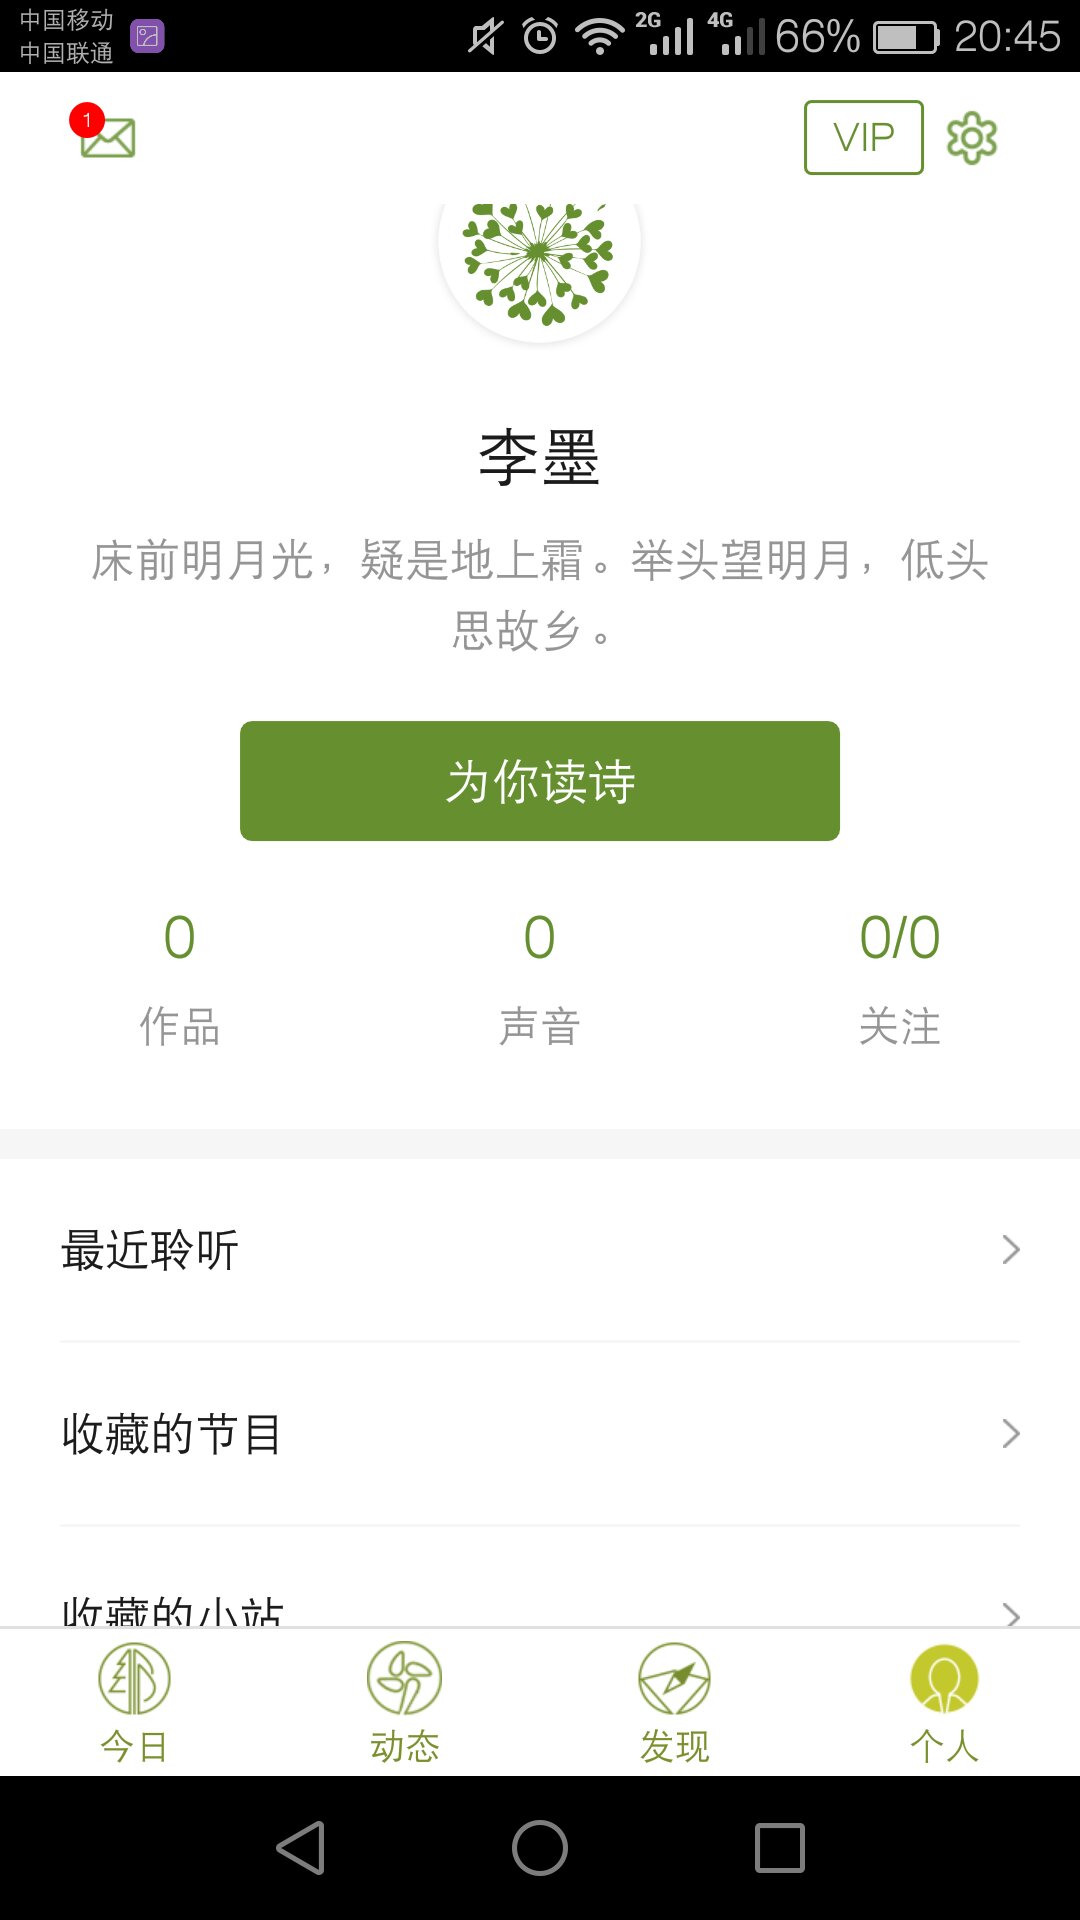 中国移动
中国联通
2G 4G 66% 20:45
1
VIP
李墨
床前明月光，疑是地上霜。举头望明月，低头
思故乡。
为你读诗
0 0 0/0
作品 声音 关注
最近聆听
收藏的节目
收藏的小站
今日 动态 发现 个人